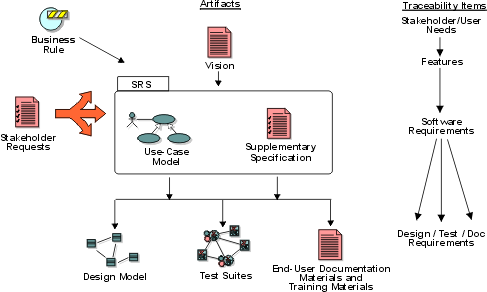 Artifacts
Traceability Items
Business
Rule
Vision
Stakeholder/User
Needs
Features
SRS
Stakeholder
Requests
Use-Case
Model
Supplementary
Specification
Software
Requirements
Design Model
Test Suites
End-User Documentation
Materials and
Training Materials
Design / Test / Doc
Requirements